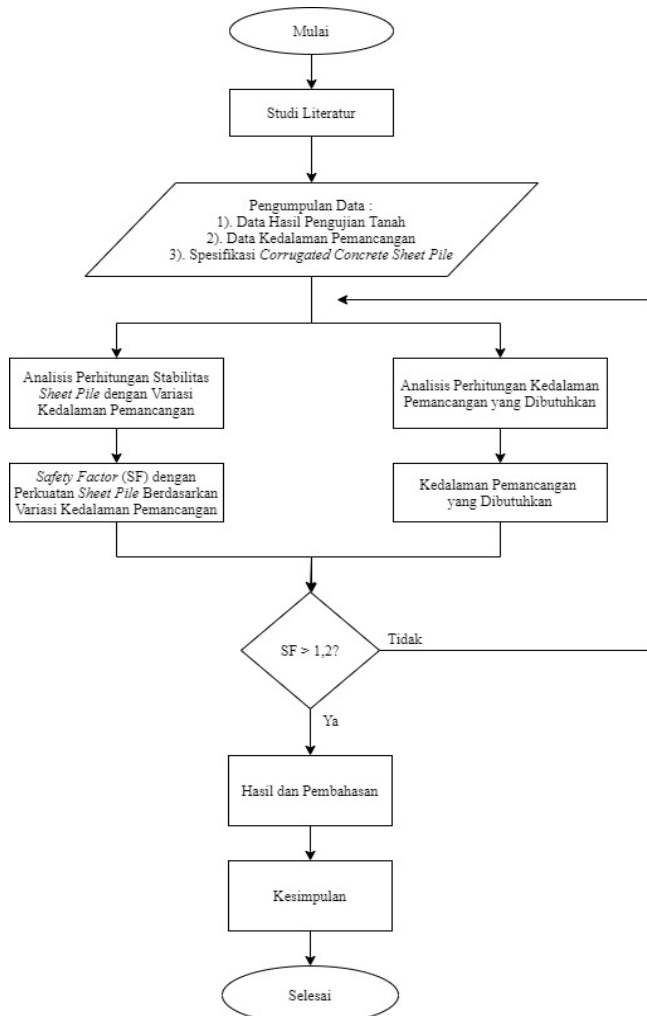 Mulai
Studi Literatur
Pengumpulan Data :
1). Data Hasil Pengujian Tanah
2). Data Kedalaman Pemancangan
3). Spesifikasi Corrugated Concrete Sheet Pile
Analisis Perhitungan Stabilitas
Sheet Pile dengan Variasi
Kedalaman Pemancangan
Analisis Perhitungan Kedalaman
Pemancangan yang Dibutuhkan
Safety Factor (SF) dengan
Perkuatan Sheet Pile Berdasarkan
Variasi Kedalaman Pemancangan
Kedalaman Pemancangan
yang Dibutuhkan
SF > 1,2?
Tidak
Ya
Hasil dan Pembahasan
Kesimpulan
Selesai